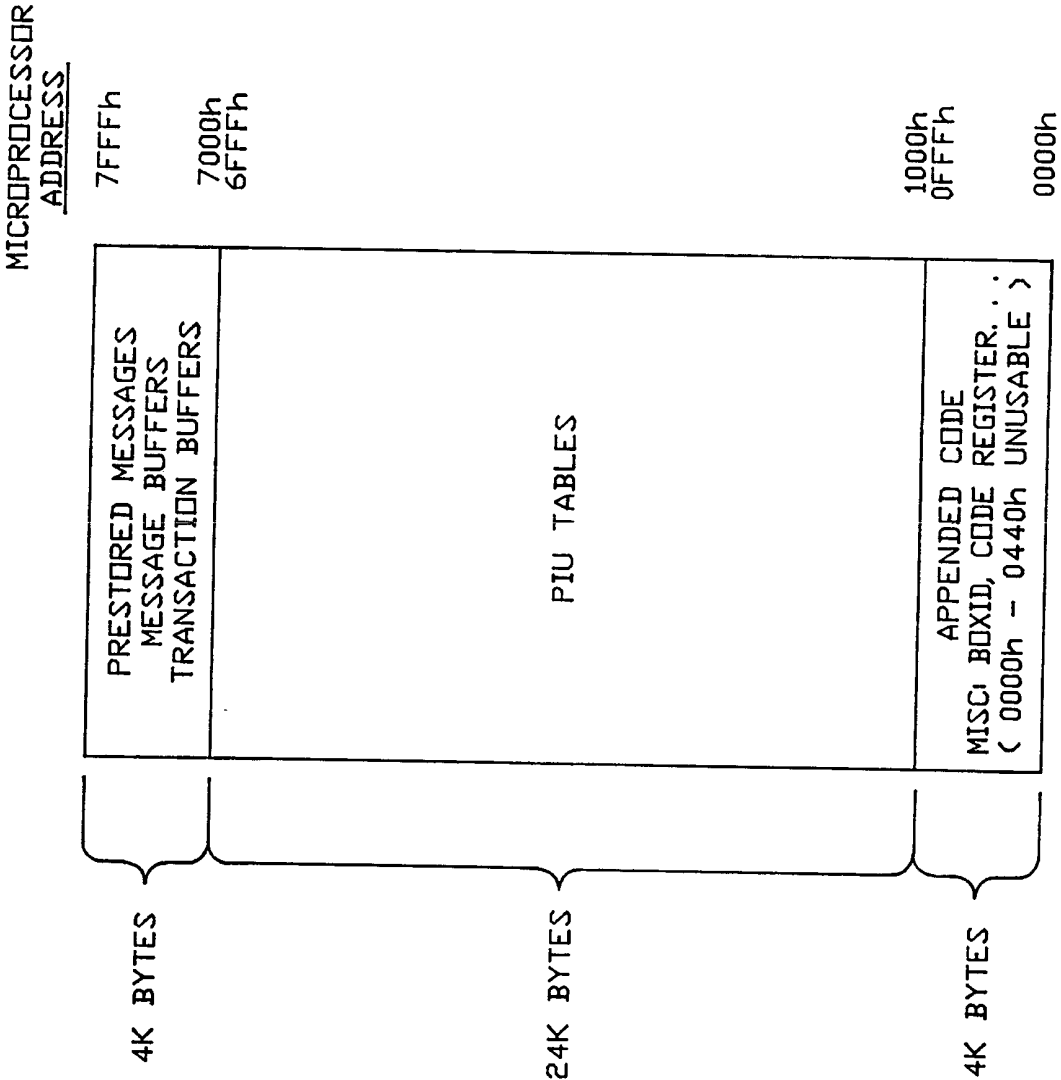 MICROPROCESSOR
ADDRESS
7FFFh
7000h
6FFFh
1000h
0FFFh
0000h
PRESTORED MESSAGES
MESSAGE BUFFERS
TRANSACTION BUFFERS
PIU TABLES
APPENDED CODE
MISC: BOXID, CODE REGISTER. . .
( 0000h - 0440h UNUSABLE )
4K BYTES
24K BYTES
4K BYTES